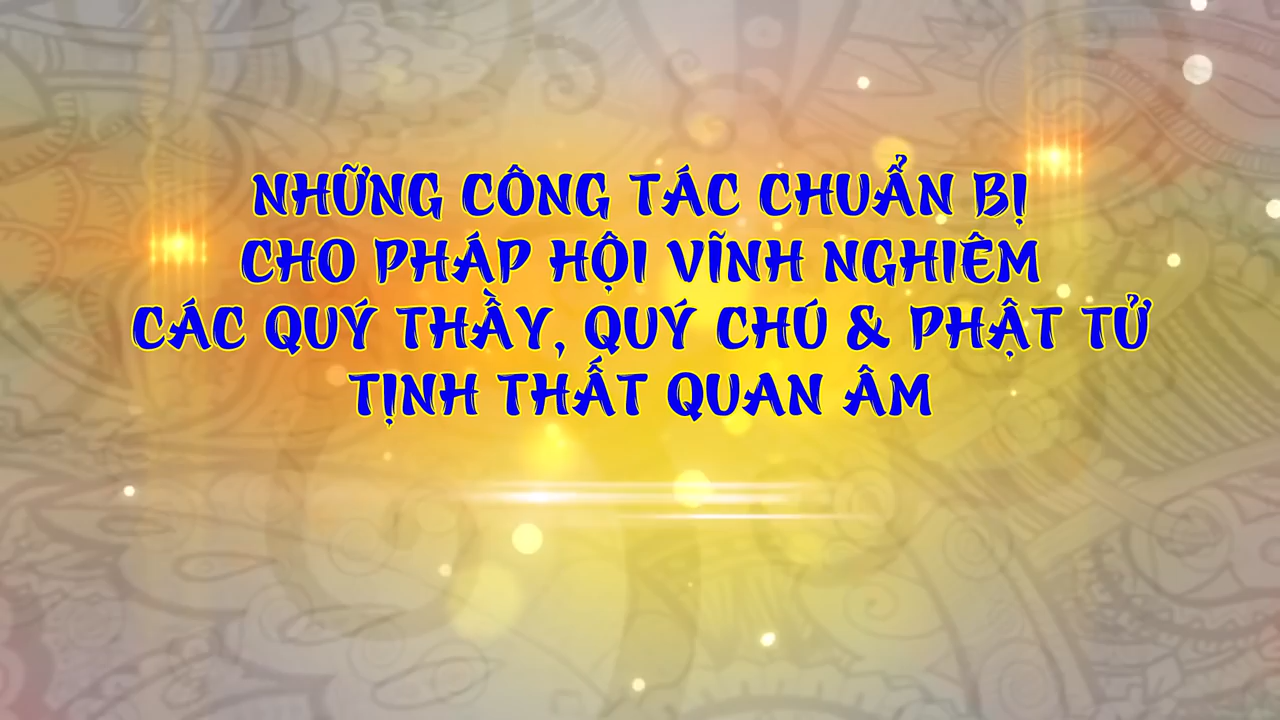 NHỮNG CÔNG TÁC CHUẨN BỊ
CHO PHÁP HỘI VĨNH NGHIÊM
CÁC QUÝ THẦY, QUÝ CHÚ & PHẬT TỬ
TỊNH THẤT QUAN ÂM